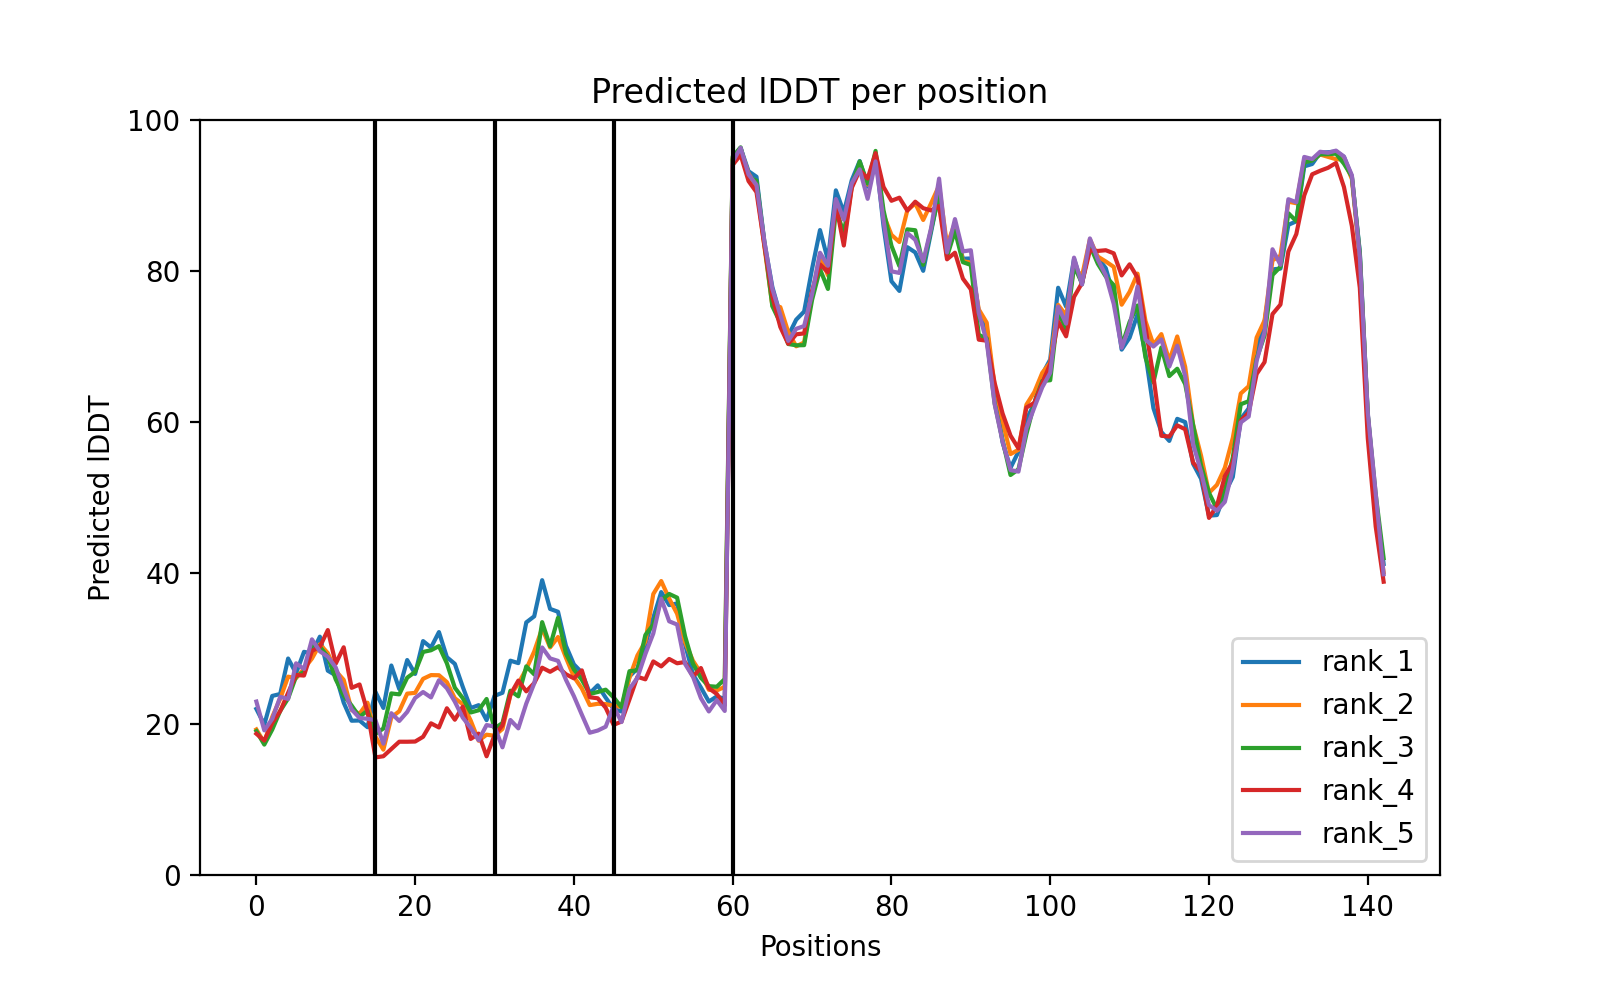 Predicted lDDT per position
100
80
60
40
20
0
Predicted lDDT
0 20 40 60 80 100 120 140
Positions
rank_1
rank_2
rank_3
rank_4
rank_5